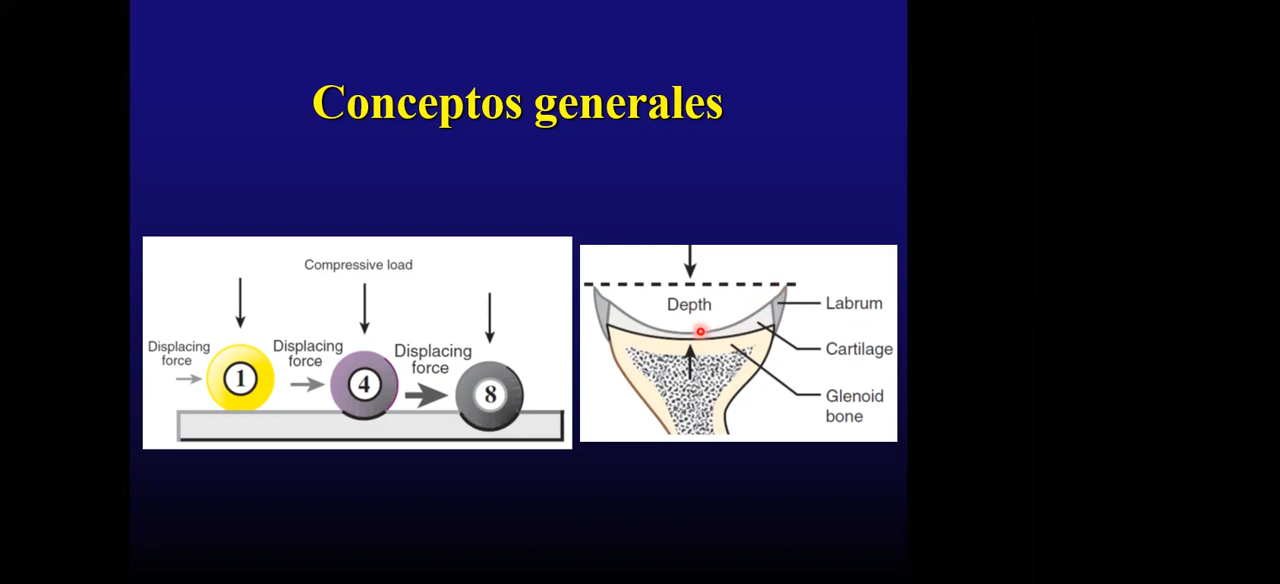 Conceptos generales
Compressive load
Displacing
force
Displacing
force
Displacing
force
1
4
8
Depth
Labrum
Cartilage
Glenoid
bone